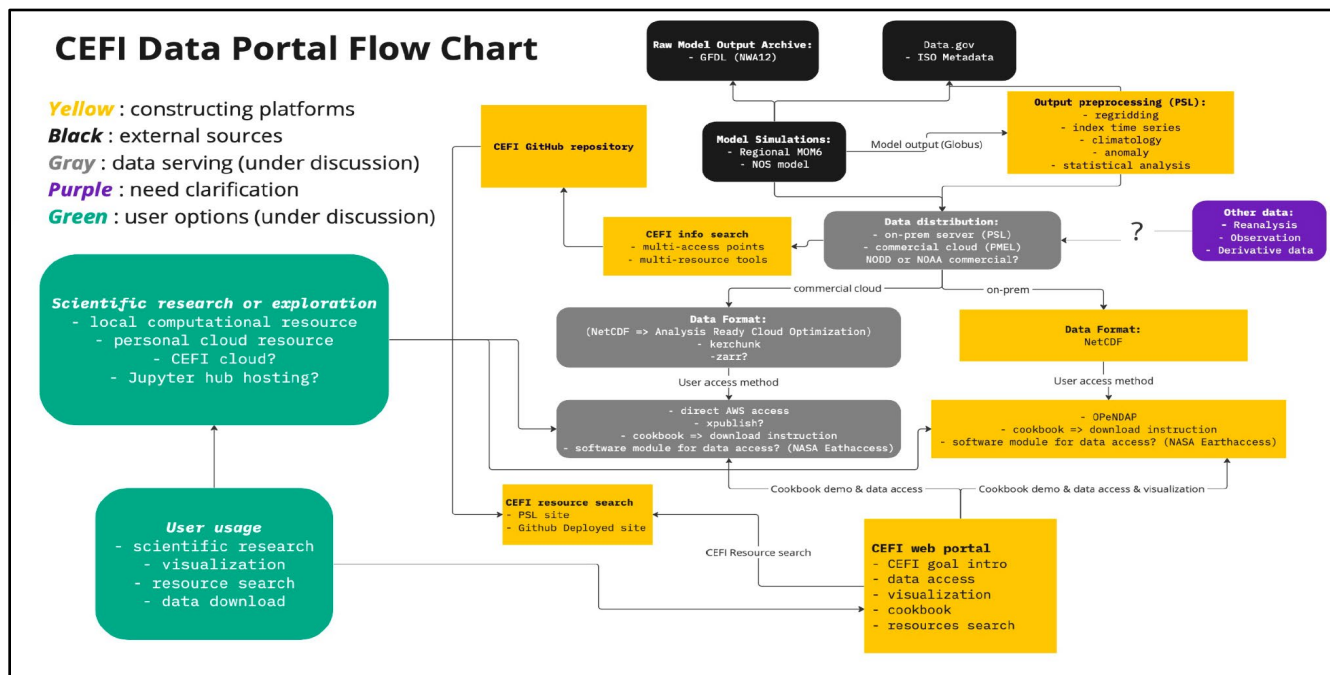 CEFI Data Portal Flow Chart
Yellow : constructing platforms
Black : external sources
Gray : data serving (under discussion)
Purple : need clarification
Green : user options (under discussion)
Raw Model Output Archive:
- GFDL (NWA12)
Data.gov
- ISO Metadata
CEFI GitHub repository
Model Simulations:
- Regional MOM6
- NOS model
Model output (Globus)
Output preprocessing (PSL):
- regridding
- index time series
- climatology
- anomaly
- statistical analysis
CEFI info search
- multi-access points
- multi-resource tools
Data distribution:
- on-prem server (PSL)
- commercial cloud (PMEL)
NODD or NOAA commercial?
?
Other data:
- Reanalysis
- Observation
- Derivative data
commercial cloud
on-prem
Scientific research or exploration
- local computational resource
- personal cloud resource
- CEFI cloud?
- Jupyter hub hosting?
Data Format:
(NetCDF => Analysis Ready Cloud Optimization)
- kerchunk
-zarr?
Data Format:
NetCDF
User access method
User access method
- direct AWS access
- xpublish?
- cookbook => download instruction
- software module for data access? (NASA Eathaccess)
- OPeNDAP
- cookbook => download instruction
- software module for data access? (NASA Earthaccess)
Cookbook demo & data access
Cookbook demo & data access & visualization
User usage
- scientific research
- visualization
- resource search
- data download
CEFI resource search
- PSL site
- Github Deployed site
CEFI Resource search
CEFI web portal
- CEFI goal intro
- data access
- visualization
- cookbook
- resources search